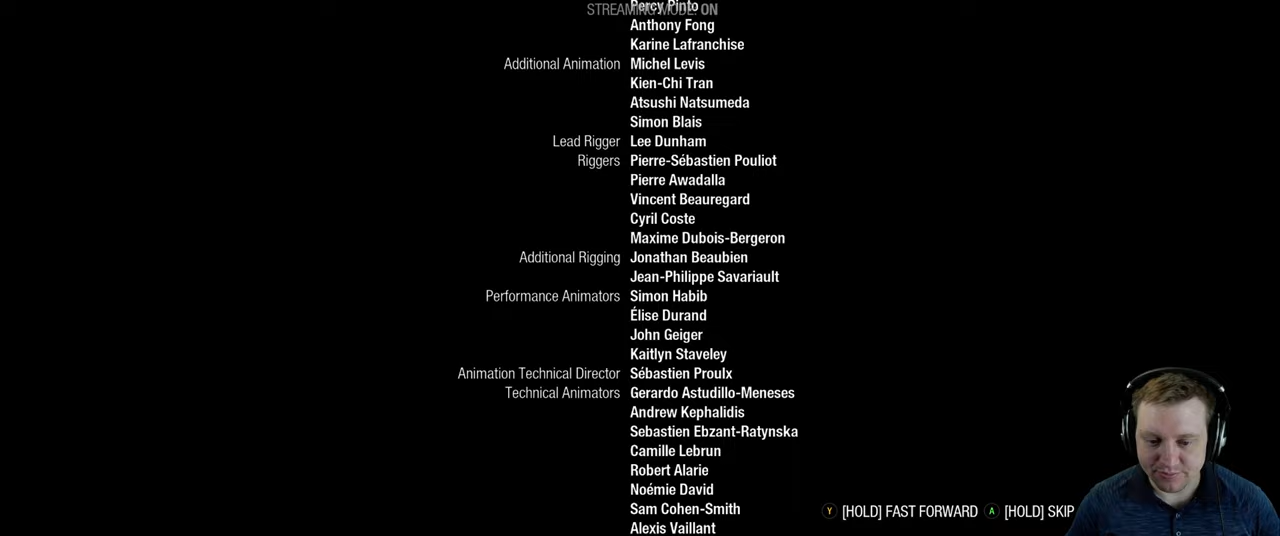 STREAMING MODE: ON
Percy Pinto
Anthony Fong
Karine Lafranchise
Additional Animation Michel Levis
Kien-Chi Tran
Atsushi Natsumeda
Simon Blais
Lead Rigger Lee Dunham
Riggers Pierre-Sébastien Pouliot
Pierre Awadalla
Vincent Beauregard
Cyril Coste
Maxime Dubois-Bergeron
Additional Rigging Jonathan Beaubien
Jean-Philippe Savariault
Performance Animators Simon Habib
Élise Durand
John Geiger
Kaitlyn Staveley
Animation Technical Director Sébastien Proulx
Technical Animators Gerardo Astudillo-Meneses
Andrew Kephalidis
Sebastien Ebzant-Ratynska
Camille Lebrun
Robert Alarie
Noémie David
Sam Cohen-Smith
Alexis Vaillant
Y [HOLD] FAST FORWARD A [HOLD] SKIP